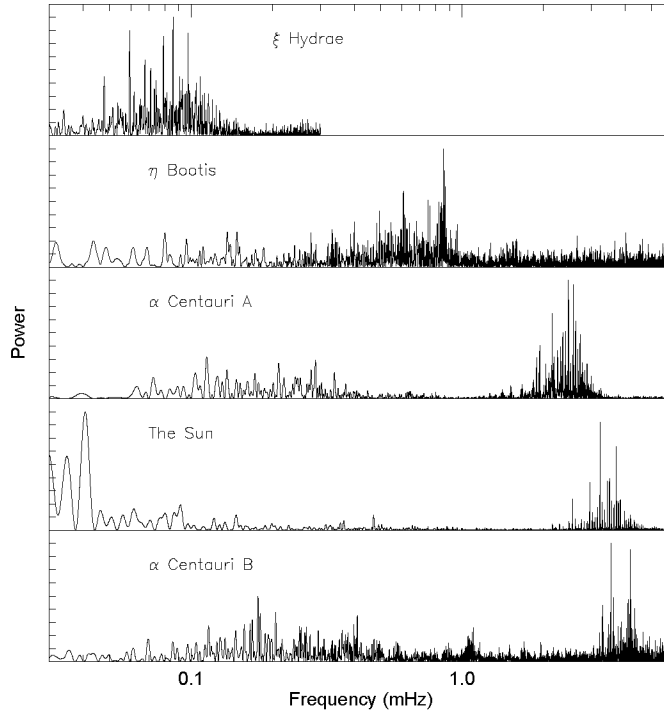 ξ Hydrae
η Bootis
α Centauri A
The Sun
α Centauri B
Power
0.1
1.0
Frequency (mHz)